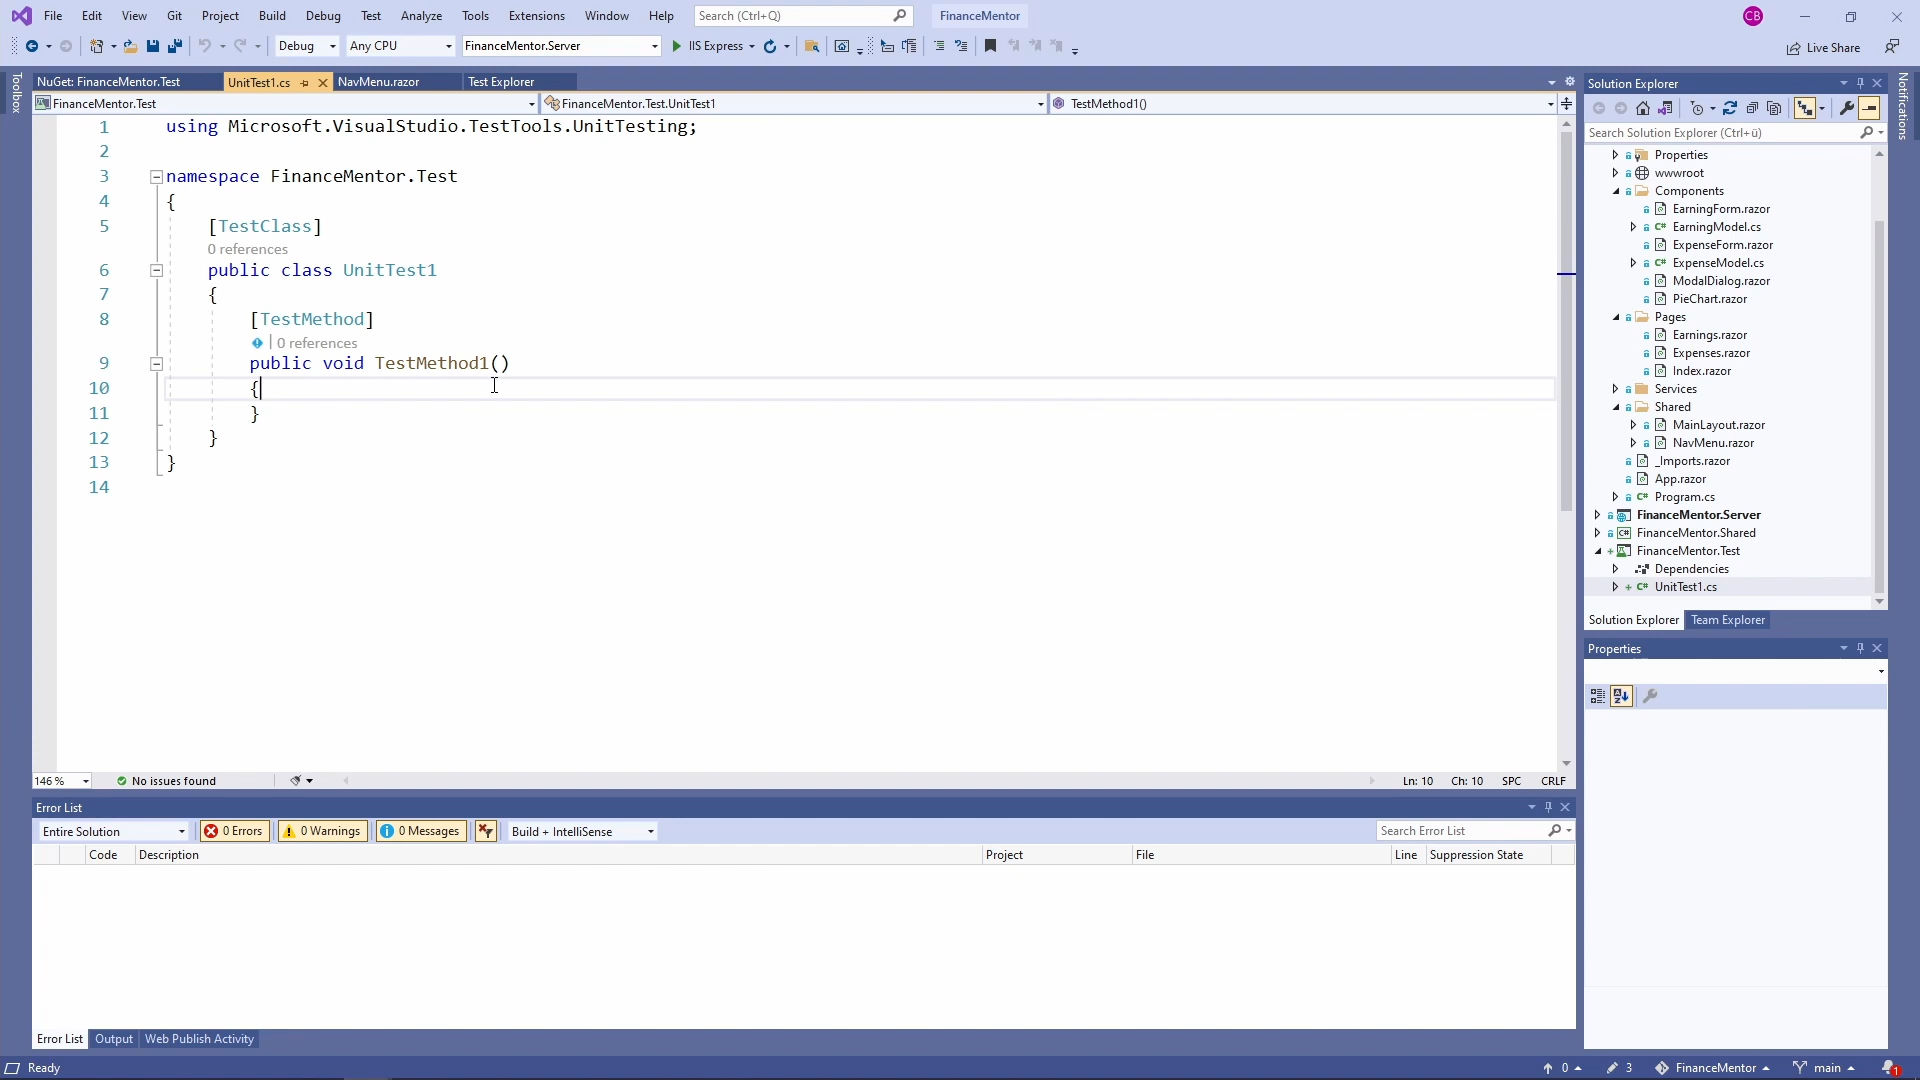 File Edit View Git Project Build Debug Test Analyze Tools Extensions Window Help Search (Ctrl+Q) FinanceMentor CB
Debug Any CPU FinanceMentor.Server IIS Express Live Share
Toolbox
NuGet: FinanceMentor.Test UnitTest1.cs NavMenu.razor Test Explorer
FinanceMentor.Test FinanceMentor.Test.UnitTest1 TestMethod1()
1 using Microsoft.VisualStudio.TestTools.UnitTesting;
2
3 namespace FinanceMentor.Test
4 {
5 [TestClass]
0 references
6 public class UnitTest1
7 {
8 [TestMethod]
0 references
9 public void TestMethod1()
10 {
11 }
12 }
13 }
14
146 % No issues found Ln: 10 Ch: 10 SPC CRLF
Error List
Entire Solution 0 Errors 0 Warnings 0 Messages Build + IntelliSense Search Error List
Code Description Project File Line Suppression State
Error List Output Web Publish Activity
Solution Explorer
Search Solution Explorer (Ctrl+ü)
Properties
wwwroot
Components
EarningForm.razor
EarningModel.cs
ExpenseForm.razor
ExpenseModel.cs
ModalDialog.razor
PieChart.razor
Pages
Earnings.razor
Expenses.razor
Index.razor
Services
Shared
MainLayout.razor
NavMenu.razor
_Imports.razor
App.razor
Program.cs
FinanceMentor.Server
FinanceMentor.Shared
FinanceMentor.Test
Dependencies
UnitTest1.cs
Solution Explorer Team Explorer
Properties
Notifications
Ready 0 3 FinanceMentor main 1